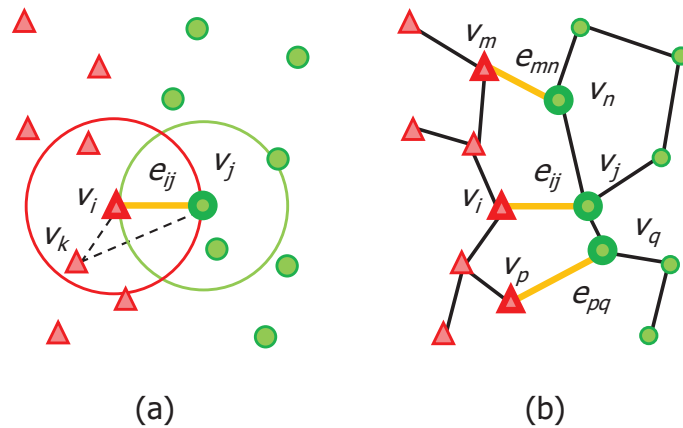 v_i
e_ij
v_j
v_k
(a)
v_m
e_mn
v_n
v_i
e_ij
v_j
v_p
e_pq
v_q
(b)